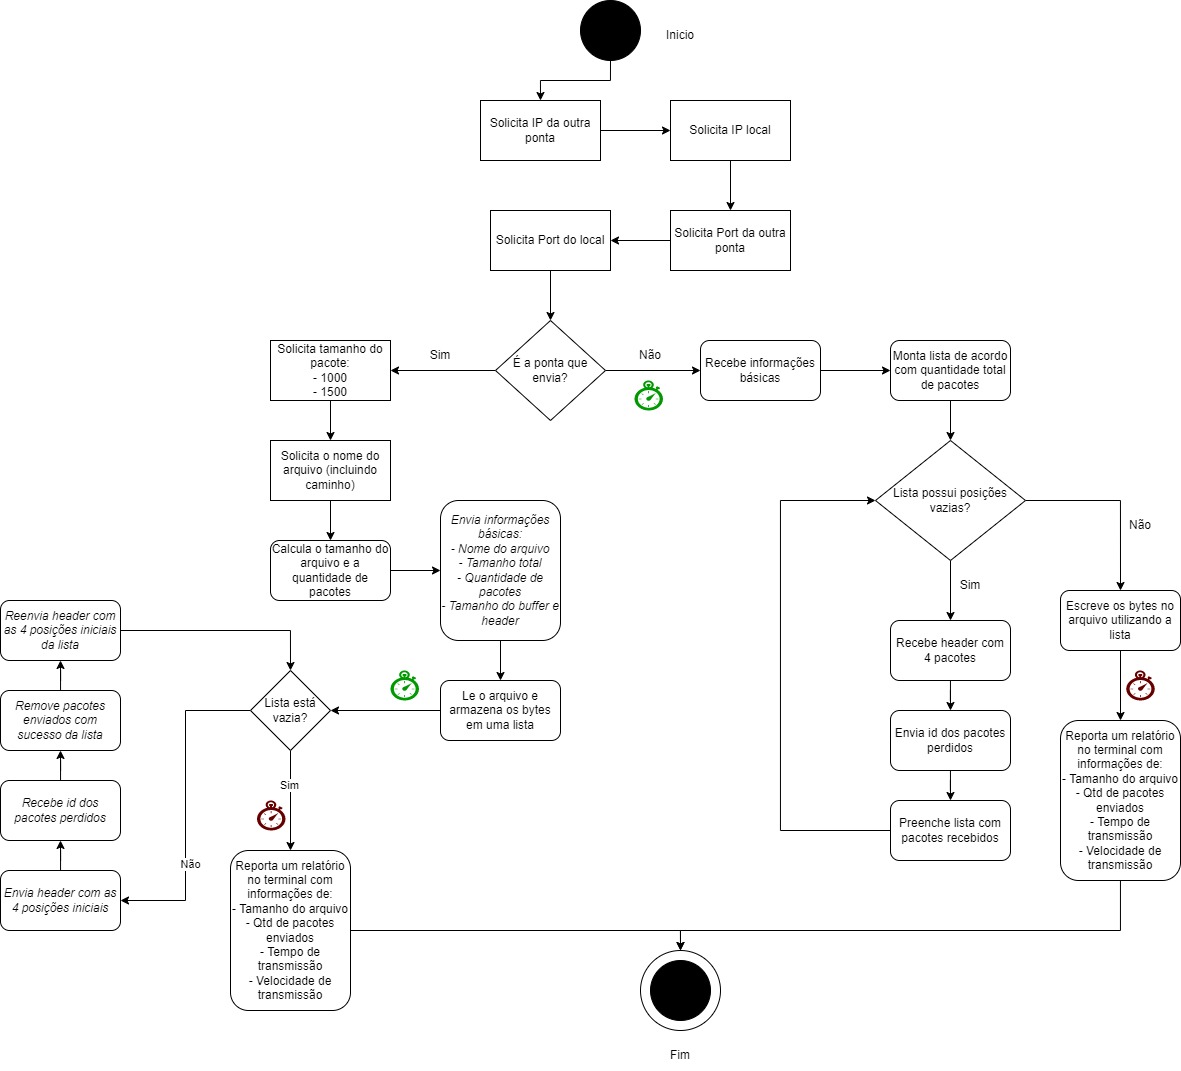 Inicio
Solicita IP da outra
ponta
Solicita IP local
Solicita Port do local
Solicita Port da outra
ponta
É a ponta que
envia?
Sim
Não
Solicita tamanho do
pacote:
- 1000
- 1500
Recebe informações
básicas
Monta lista de acordo
com quantidade total
de pacotes
Solicita o nome do
arquivo (incluindo
caminho)
Lista possui posições
vazias?
Não
Sim
Calcula o tamanho do
arquivo e a
quantidade de
pacotes
Envia informações
básicas:
- Nome do arquivo
- Tamanho total
- Quantidade de
pacotes
- Tamanho do buffer e
header
Escreve os bytes no
arquivo utilizando a
lista
Reenvia header com
as 4 posições iniciais
da lista
Recebe header com
4 pacotes
Lista está
vazia?
Le o arquivo e
armazena os bytes
em uma lista
Remove pacotes
enviados com
sucesso da lista
Envia id dos pacotes
perdidos
Reporta um relatório
no terminal com
informações de:
- Tamanho do arquivo
- Qtd de pacotes
enviados
- Tempo de
transmissão
- Velocidade de
transmissão
Sim
Recebe id dos
pacotes perdidos
Preenche lista com
pacotes recebidos
Não
Envia header com as
4 posições iniciais
Reporta um relatório
no terminal com
informações de:
- Tamanho do arquivo
- Qtd de pacotes
enviados
- Tempo de
transmissão
- Velocidade de
transmissão
Fim